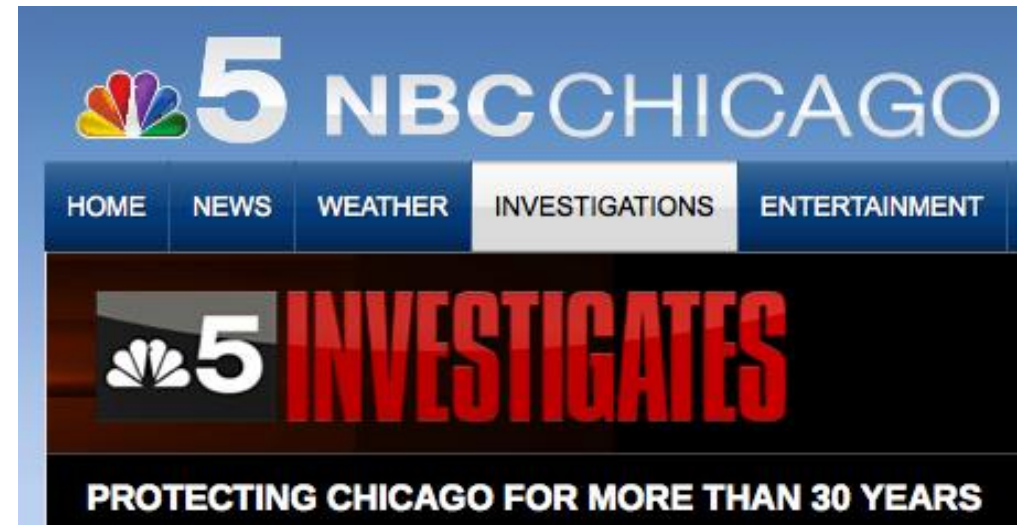 5 NBCCHICAGO
HOME NEWS WEATHER INVESTIGATIONS ENTERTAINMENT
5 INVESTIGATES
PROTECTING CHICAGO FOR MORE THAN 30 YEARS